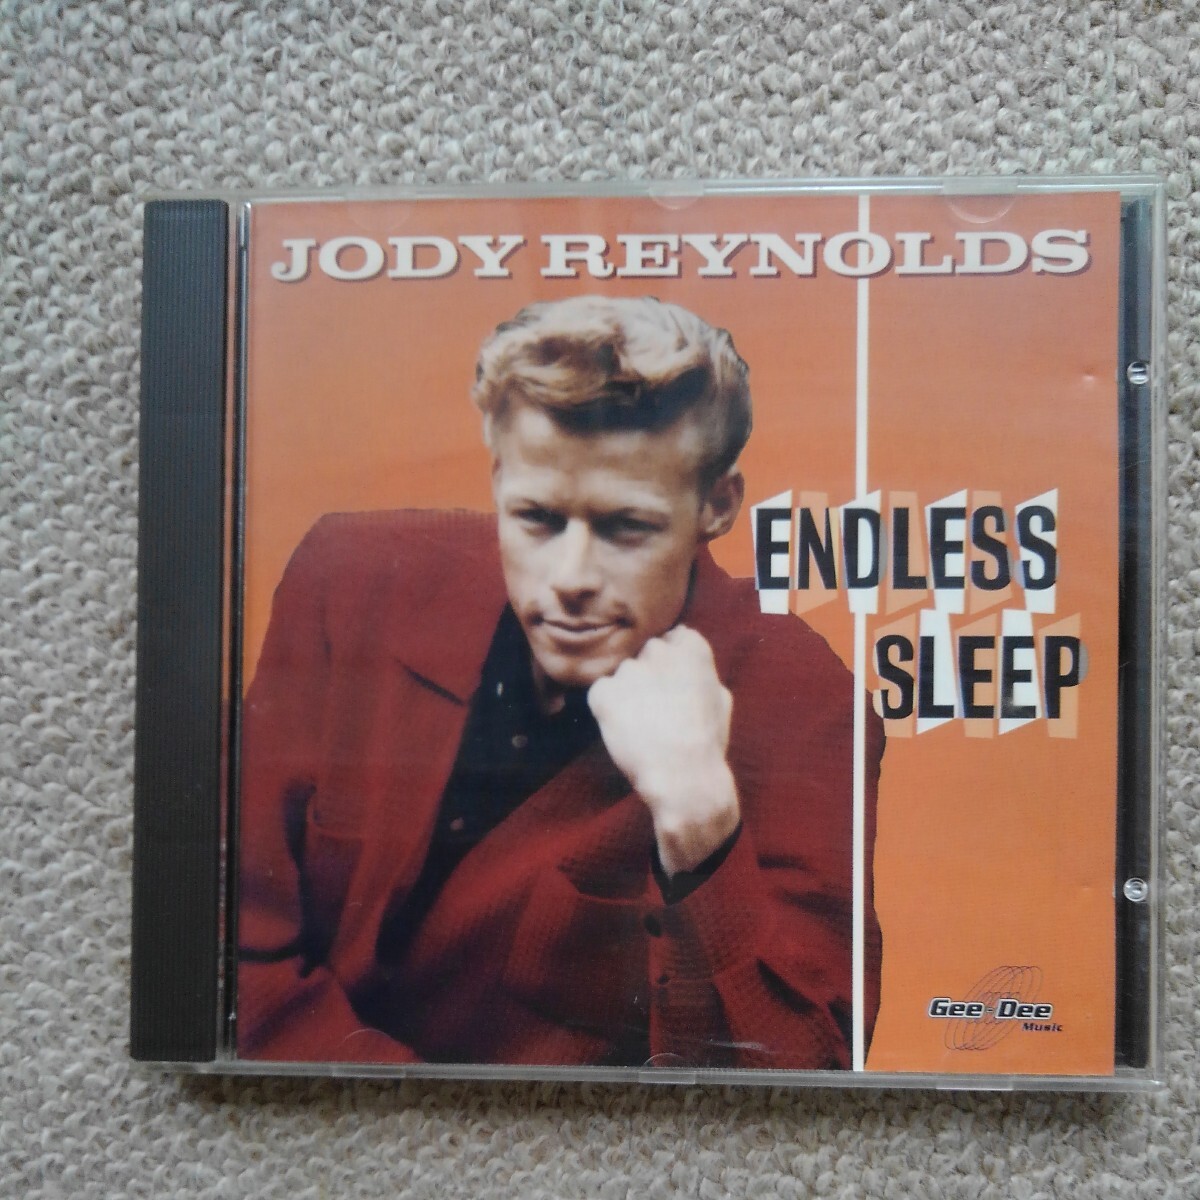 JODY REYNOLDS
ENDLESS
SLEEP
Gee-Dee
Music